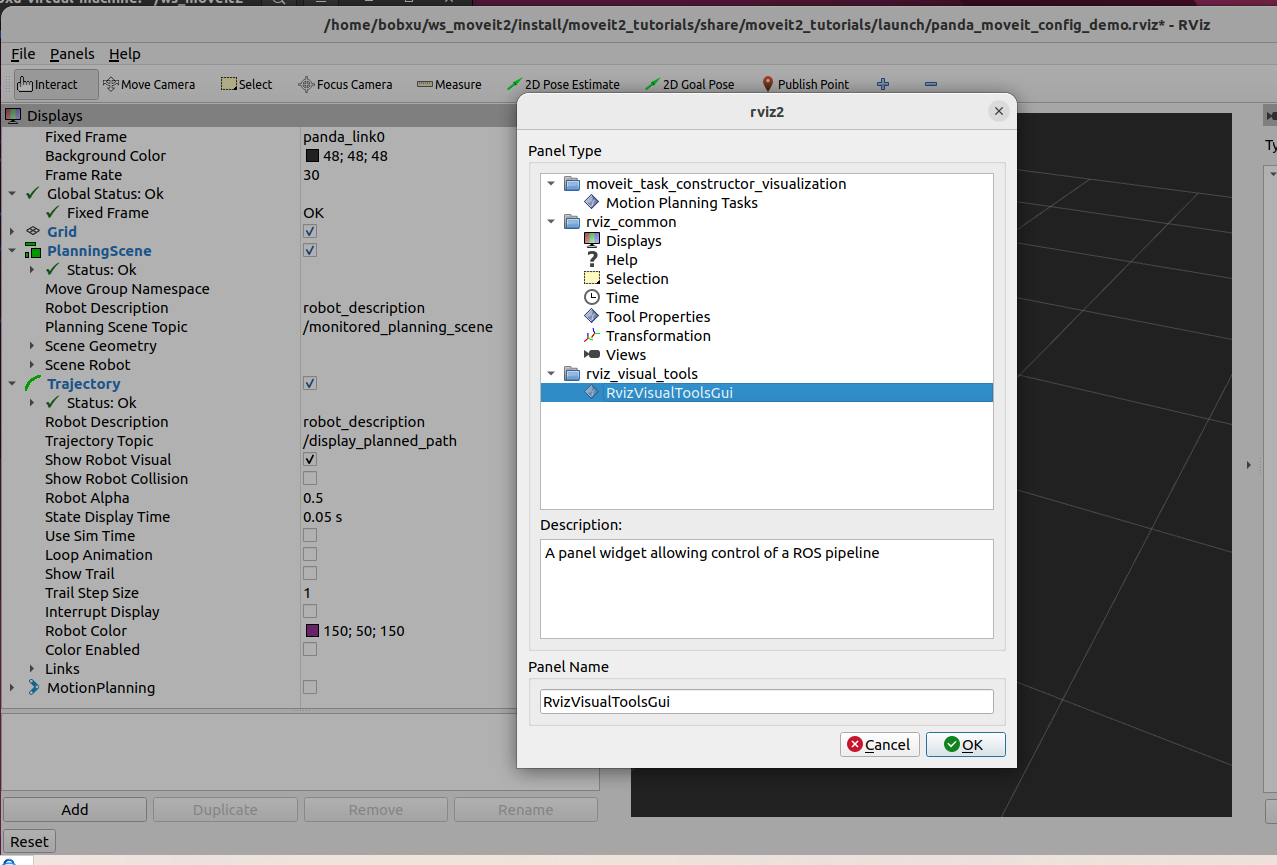 /home/bobxu/ws_moveit2/install/moveit2_tutorials/share/moveit2_tutorials/launch/panda_moveit_config_demo.rviz* - RViz
File Panels Help
Interact Move Camera Select Focus Camera Measure 2D Pose Estimate 2D Goal Pose Publish Point
Displays
Fixed Frame panda_link0
Background Color 48; 48; 48
Frame Rate 30
Global Status: Ok
Fixed Frame OK
Grid
PlanningScene
Status: Ok
Move Group Namespace
Robot Description robot_description
Planning Scene Topic /monitored_planning_scene
Scene Geometry
Scene Robot
Trajectory
Status: Ok
Robot Description robot_description
Trajectory Topic /display_planned_path
Show Robot Visual
Show Robot Collision
Robot Alpha 0.5
State Display Time 0.05 s
Use Sim Time
Loop Animation
Show Trail
Trail Step Size 1
Interrupt Display
Robot Color 150; 50; 150
Color Enabled
Links
MotionPlanning
Add Duplicate Remove Rename
Reset
rviz2
Panel Type
moveit_task_constructor_visualization
Motion Planning Tasks
rviz_common
Displays
Help
Selection
Time
Tool Properties
Transformation
Views
rviz_visual_tools
RvizVisualToolsGui
Description:
A panel widget allowing control of a ROS pipeline
Panel Name
RvizVisualToolsGui
Cancel OK